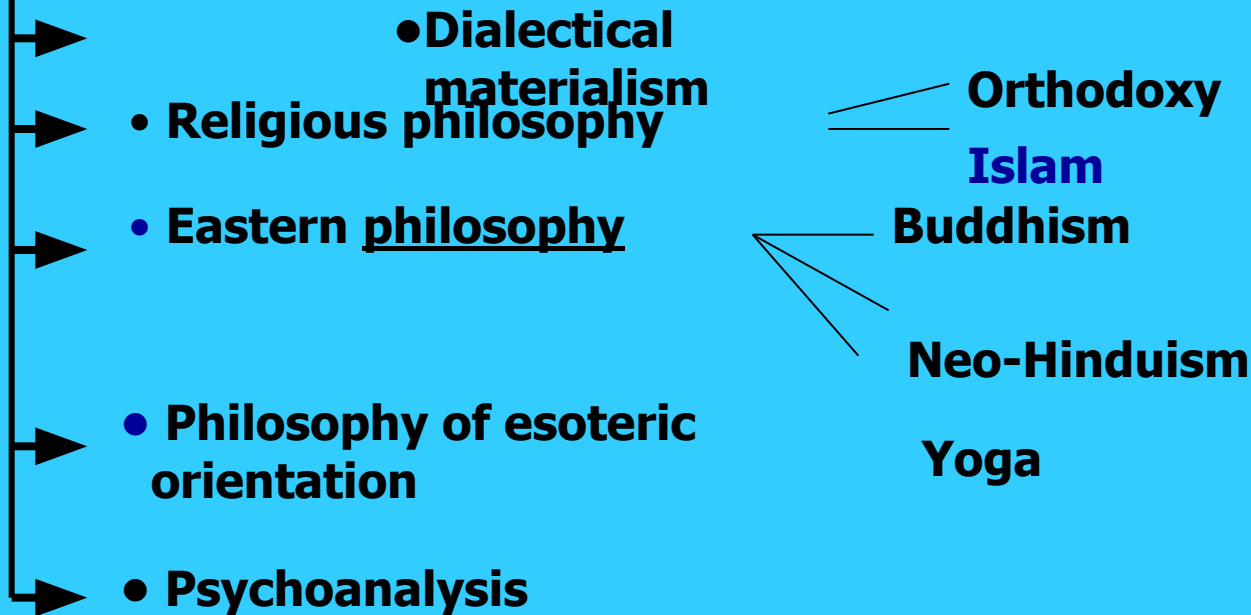 •Dialectical
materialism
• Religious philosophy
Orthodoxy
Islam
• Eastern philosophy
Buddhism
Neo-Hinduism
Yoga
• Philosophy of esoteric
orientation
• Psychoanalysis